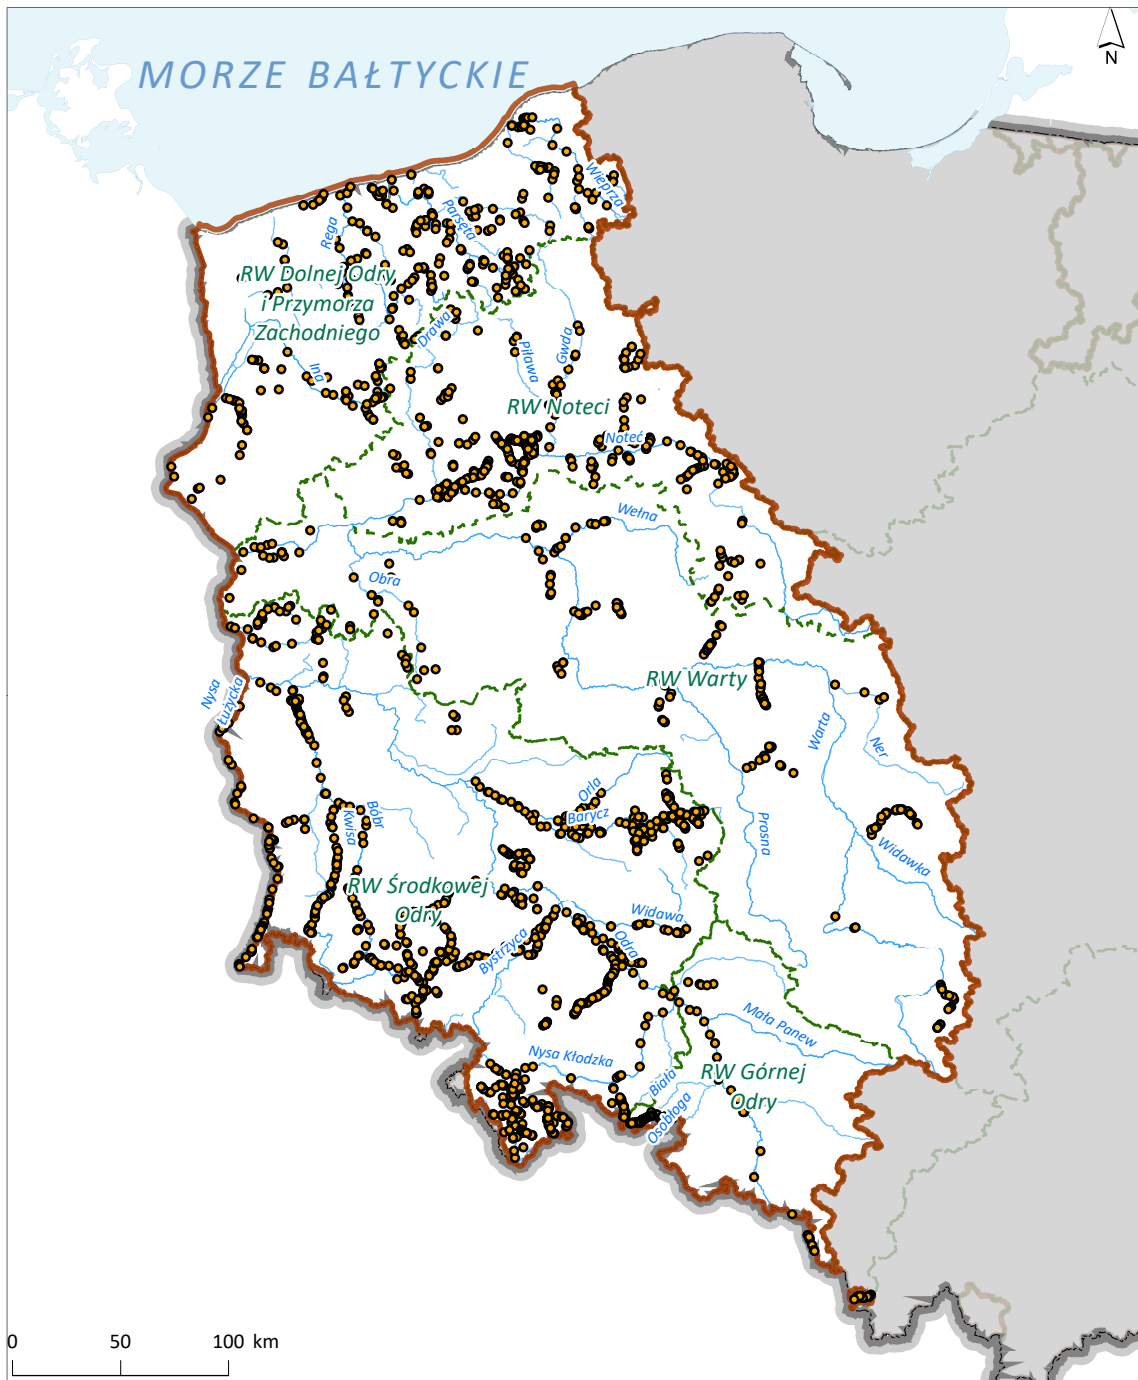 MORZE BAŁTYCKIE
N
Wieprza
Parsęta
Rega
RW Dolnej Odry
i Przymorza
Zachodniego
Drawa
Piława
Gwda
Ina
RW Noteci
Noteć
Wełna
Obra
RW Warty
Nysa
Łużycka
Warta
Ner
Orla
Barycz
Bóbr
Kwisa
Prosna
Widawka
RW Środkowej
Odry
Widawa
Odra
Bystrzyca
Mała Panew
Nysa Kłodzka
RW Górnej
Odry
Biała
Osobłoga
0 50 100 km